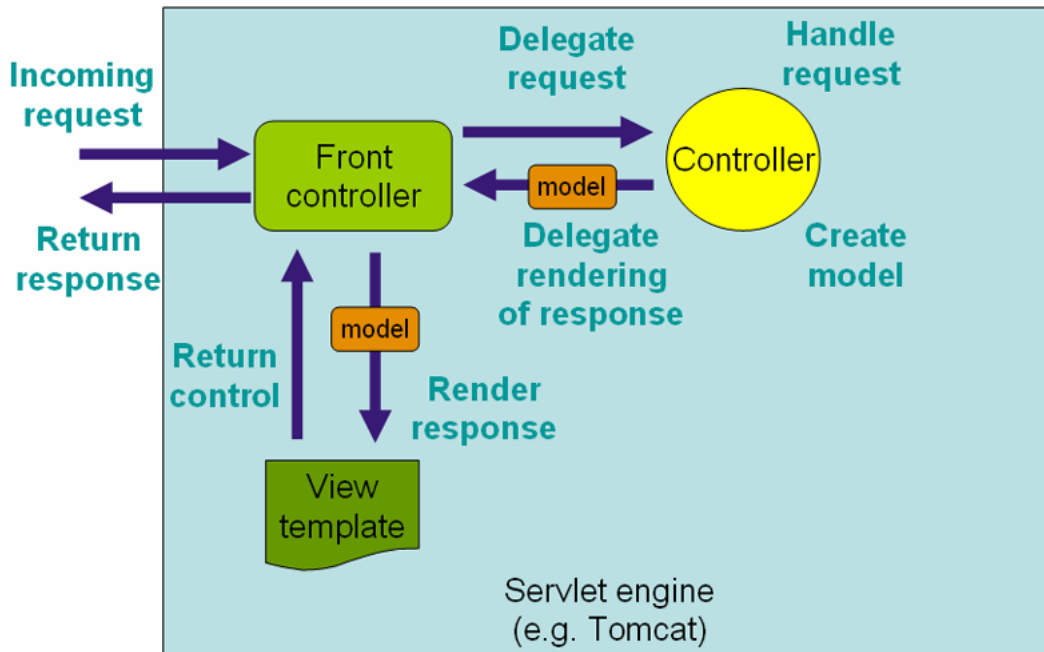 Incoming
request
Return
response
Front
controller
Delegate
request
Handle
request
Controller
model
Delegate
rendering
of response
Create
model
model
Return
control
Render
response
View
template
Servlet engine
(e.g. Tomcat)